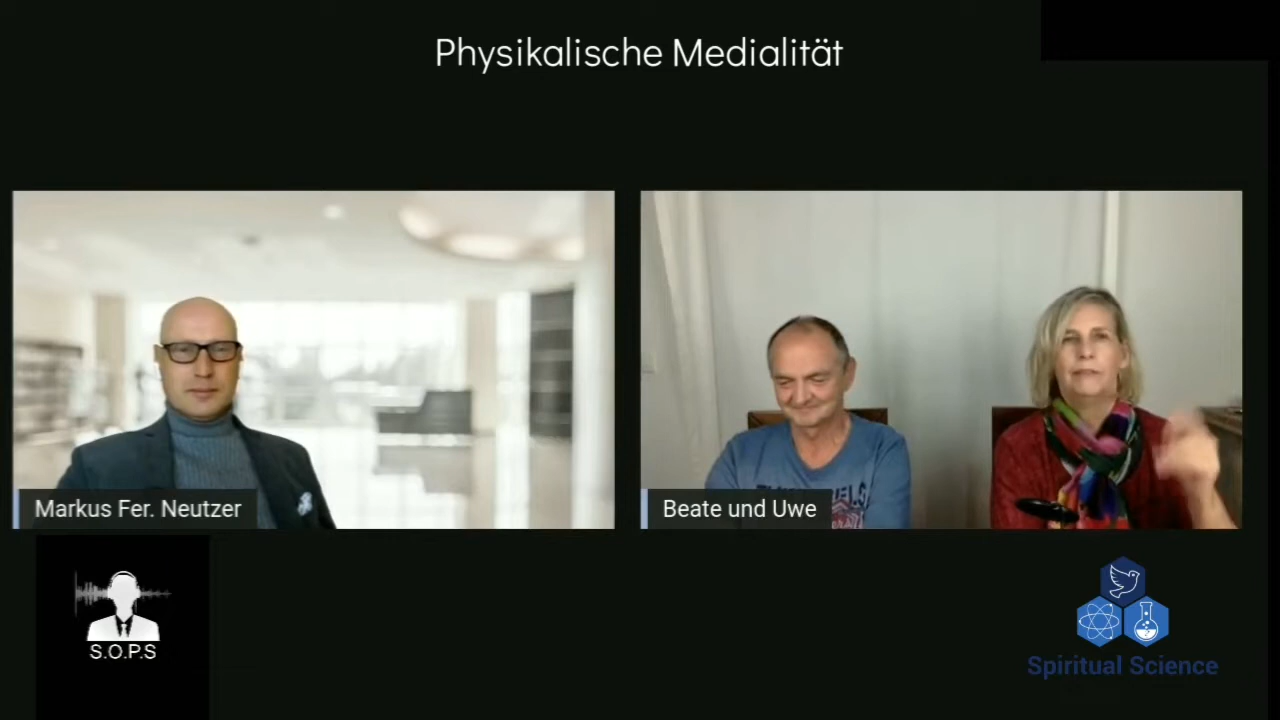 Physikalische Medialität
Markus Fer. Neutzer
Beate und Uwe
S.O.P.S
Spiritual Science